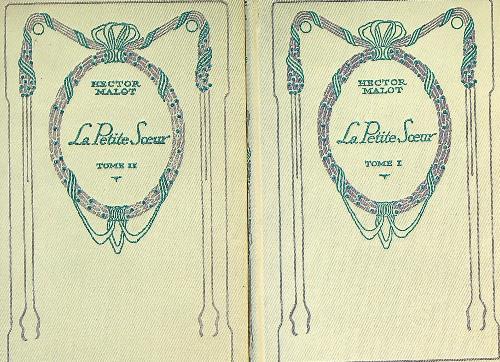 HECTOR
MALOT
La Petite Sœur
TOME II
HECTOR
MALOT
La Petite Sœur
TOME I